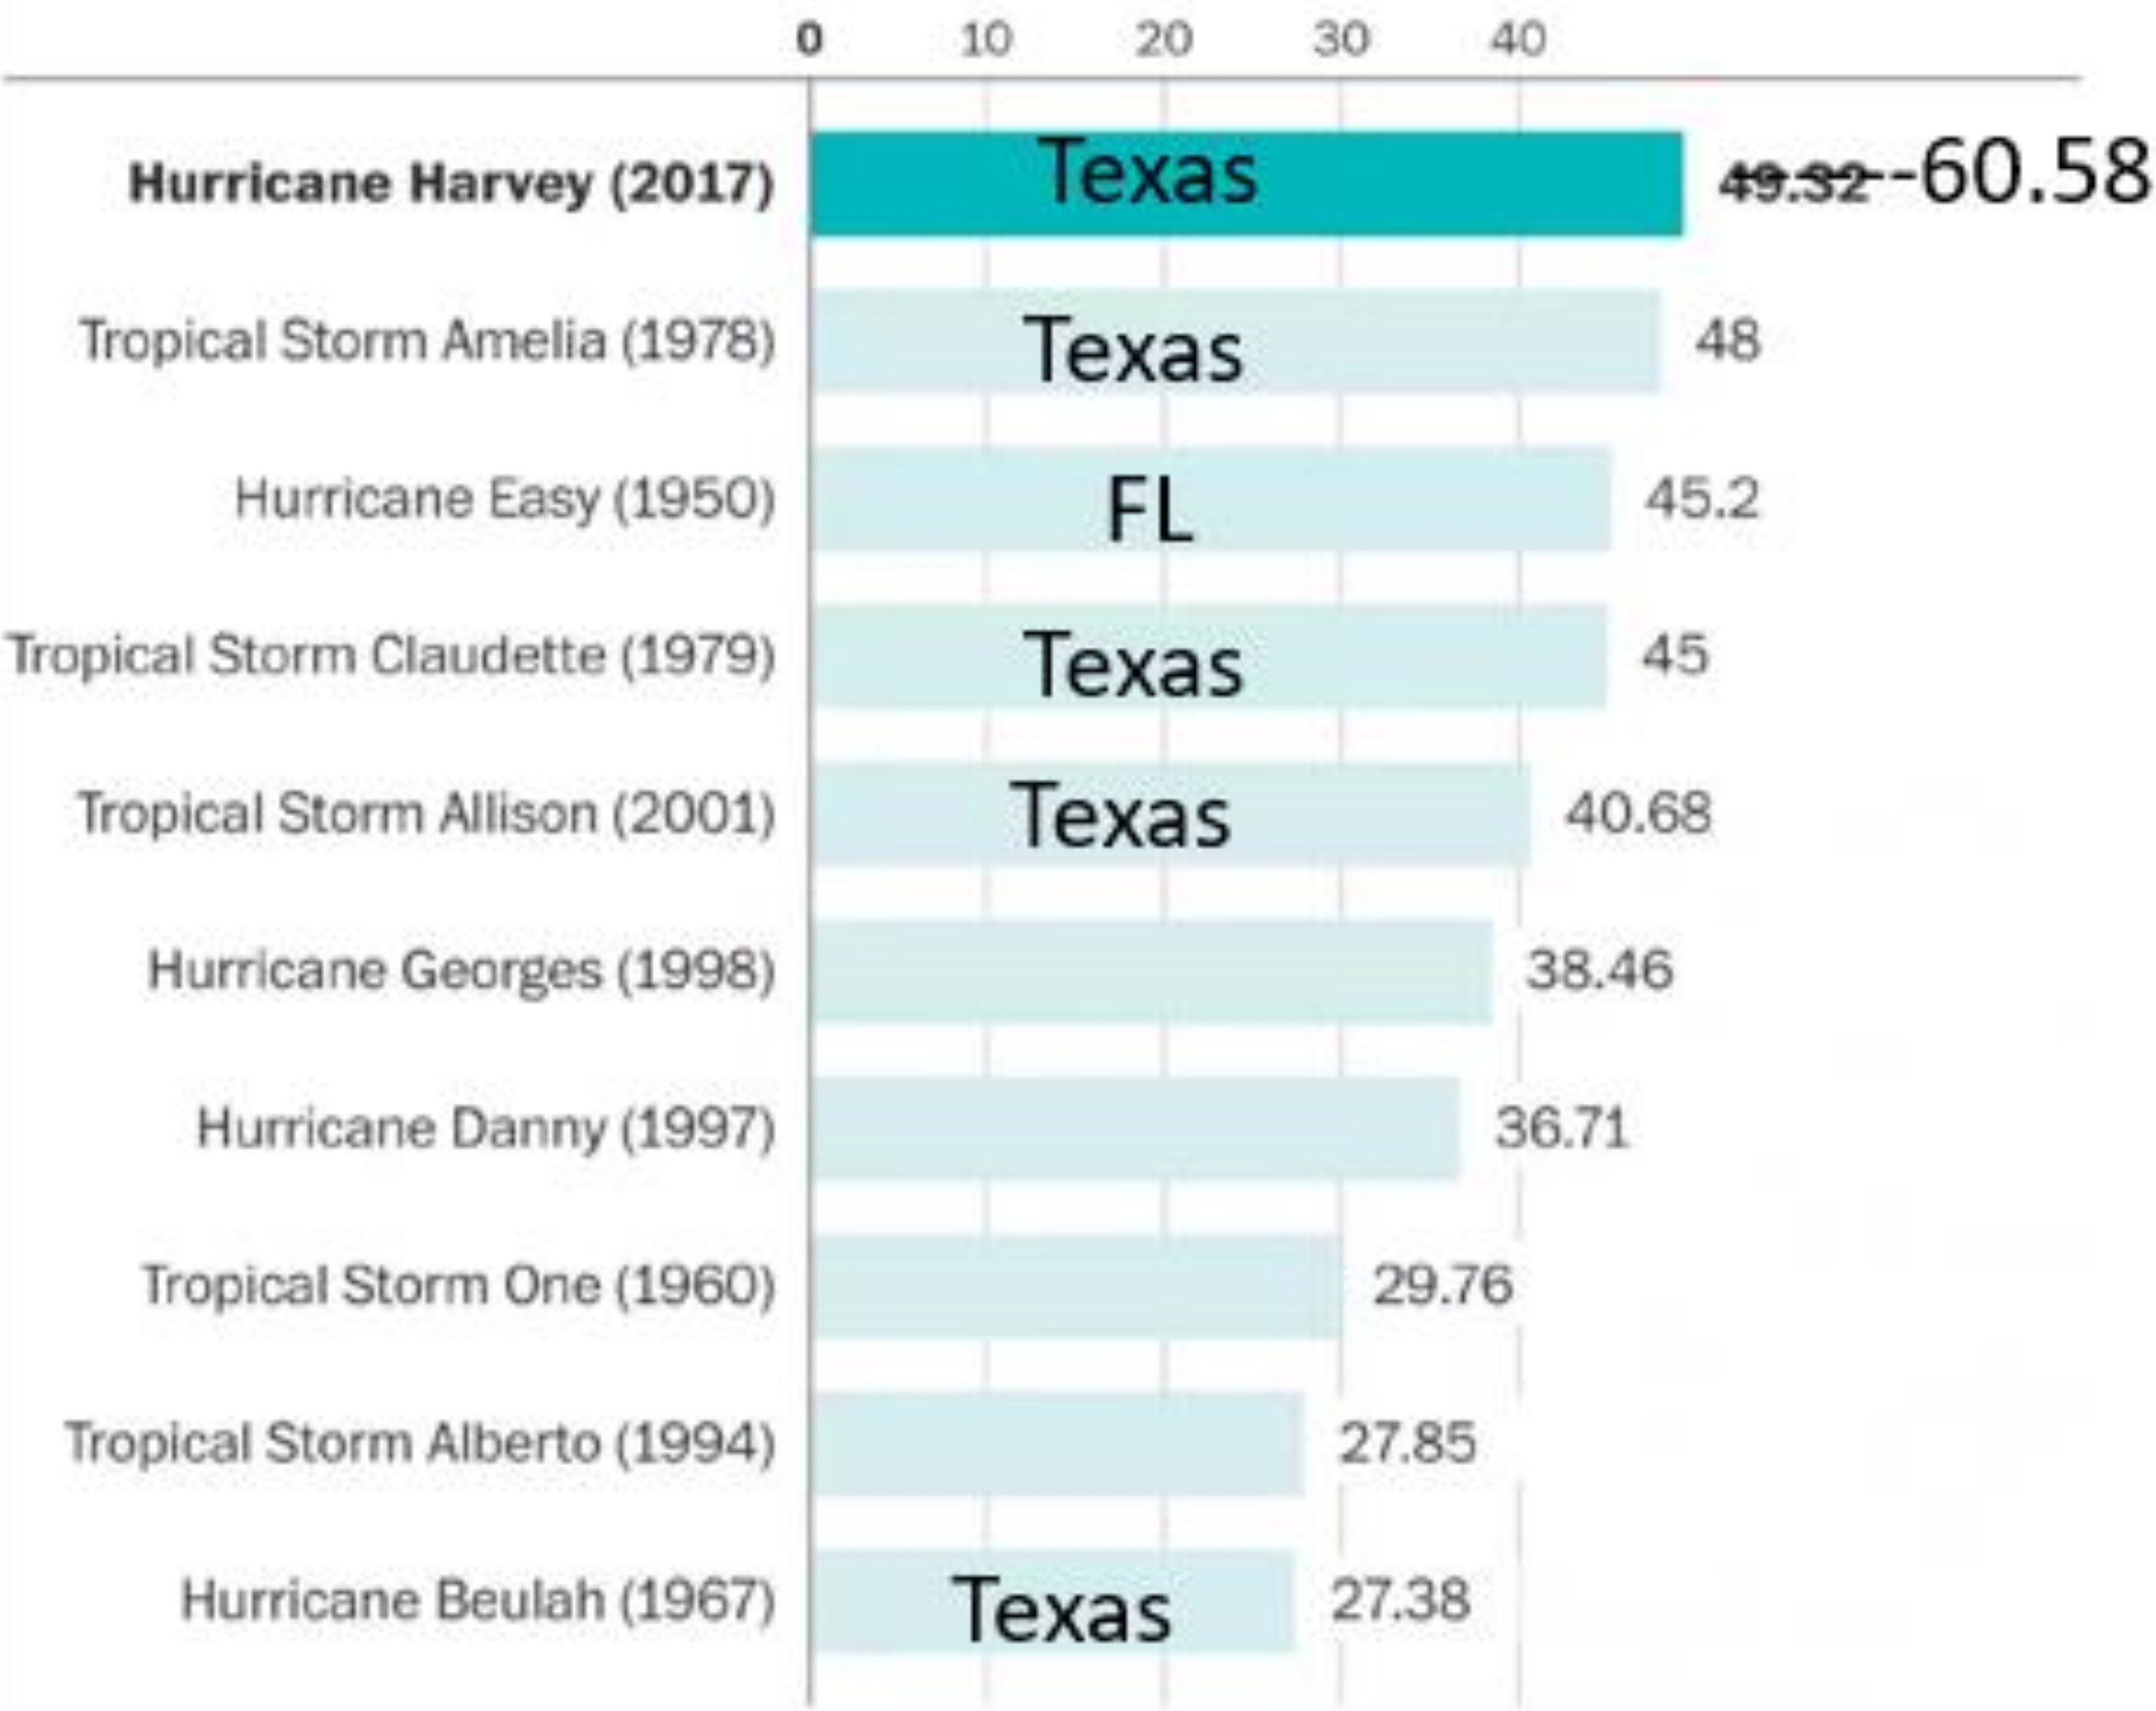 0 10 20 30 40
Hurricane Harvey (2017) Texas 49.32--60.58
Tropical Storm Amelia (1978) Texas 48
Hurricane Easy (1950) FL 45.2
Tropical Storm Claudette (1979) Texas 45
Tropical Storm Allison (2001) Texas 40.68
Hurricane Georges (1998) 38.46
Hurricane Danny (1997) 36.71
Tropical Storm One (1960) 29.76
Tropical Storm Alberto (1994) 27.85
Hurricane Beulah (1967) Texas 27.38